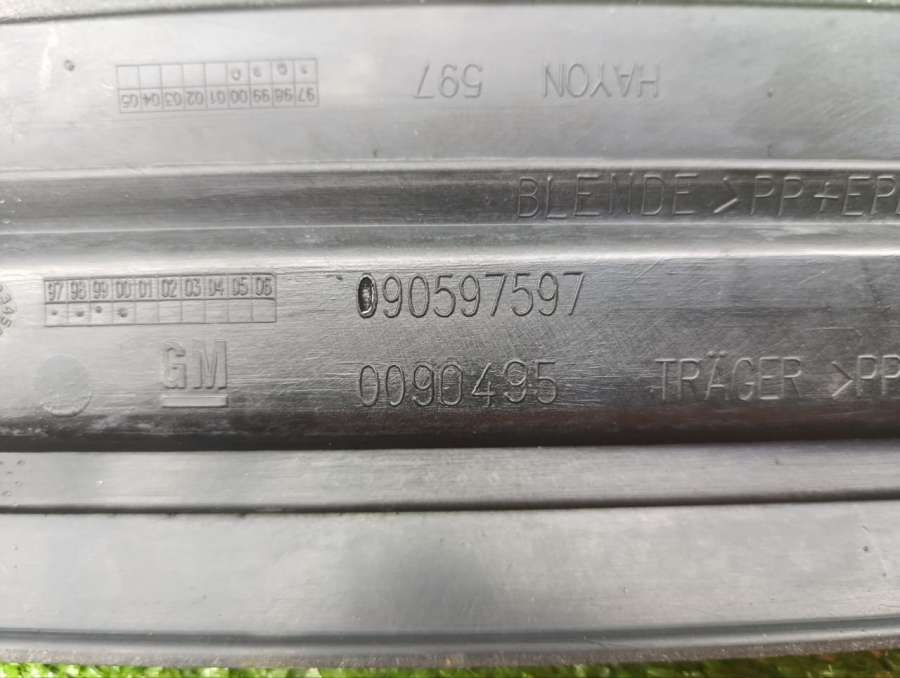 HAYON 597
97 98 99 00 01 02 03 04 05
BLENDE >PP+EP
97 98 99 00 01 02 03 04 05 06
090597597
GM
0090495
TRÄGER >PP